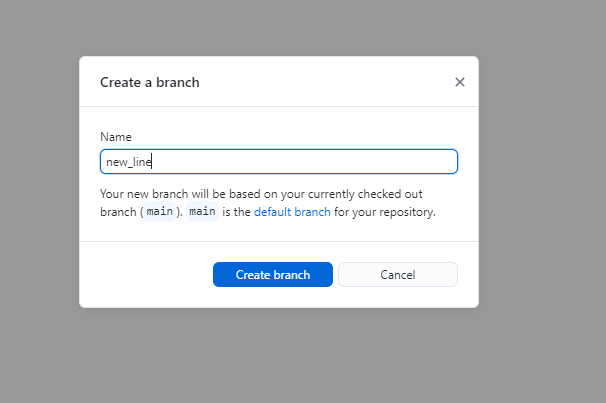 Create a branch
Name
new_line
Your new branch will be based on your currently checked out
branch ( main ). main is the default branch for your repository.
Create branch Cancel